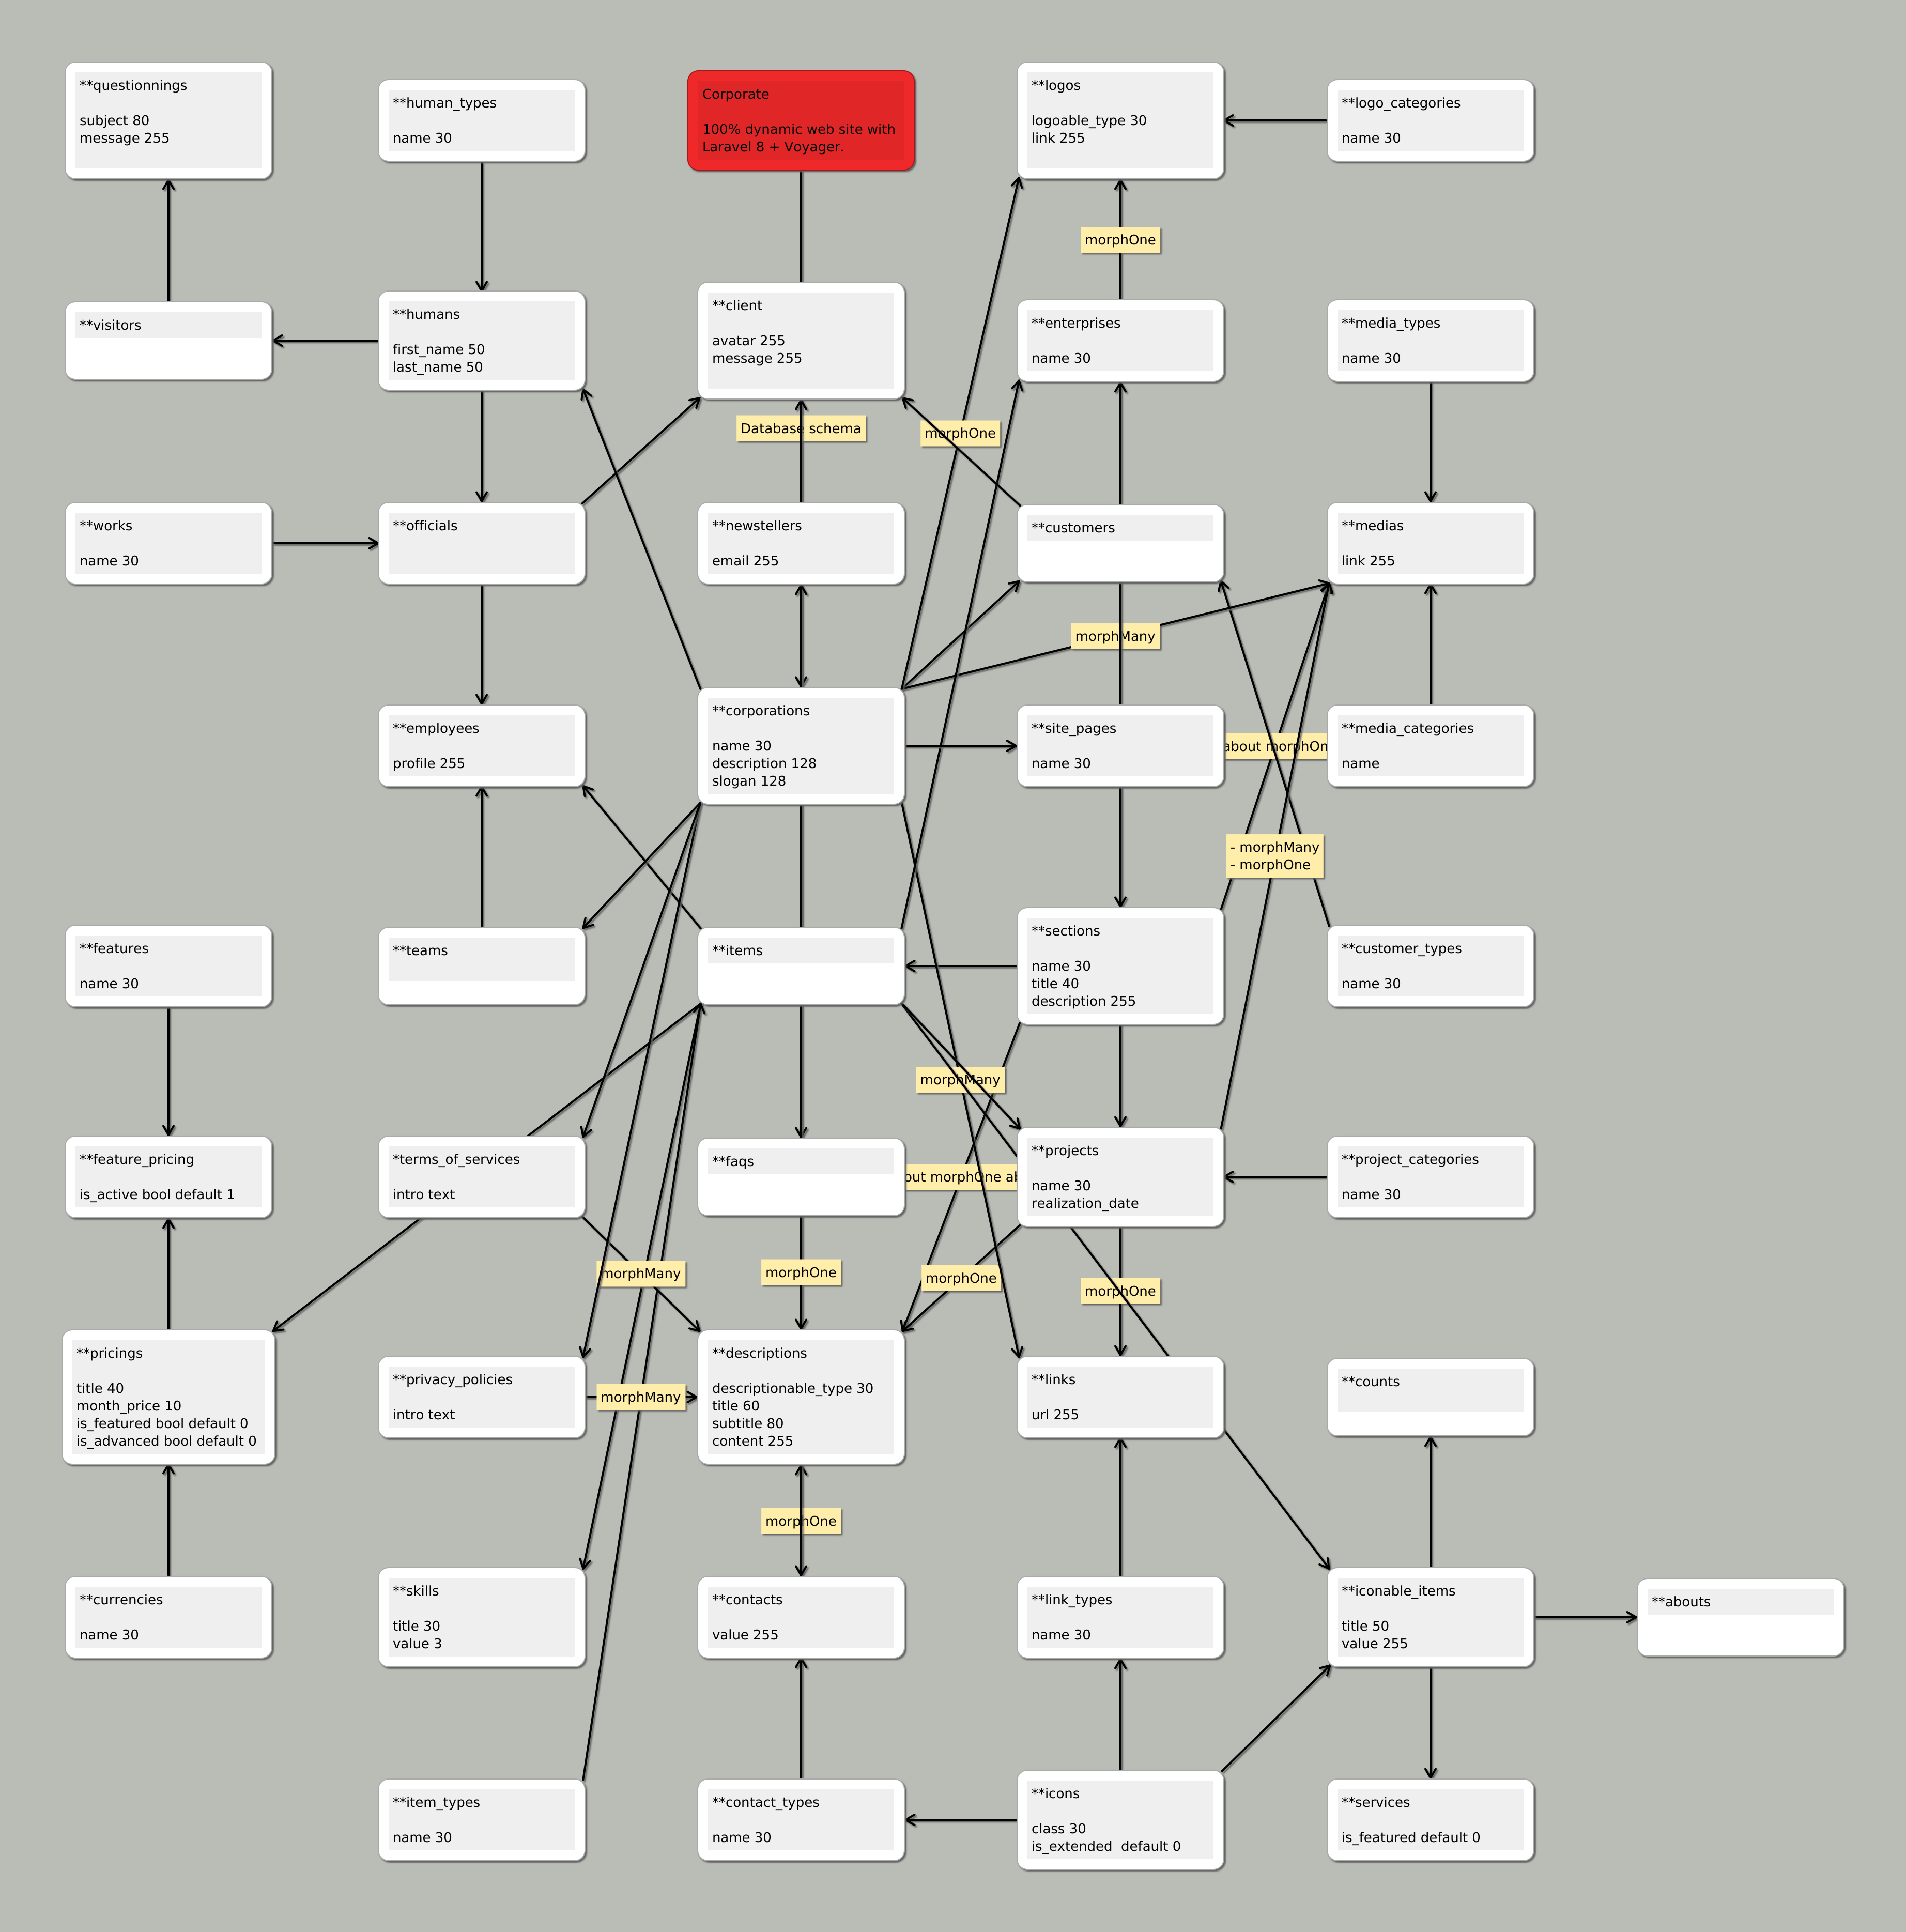 **questionnings
subject 80
message 255
**human_types
name 30
Corporate
100% dynamic web site with
Laravel 8 + Voyager.
**logos
logoable_type 30
link 255
**logo_categories
name 30
morphOne
**visitors
**humans
first_name 50
last_name 50
**client
avatar 255
message 255
**enterprises
name 30
**media_types
name 30
Database schema
morphOne
**works
name 30
**officials
**newstellers
email 255
**customers
**medias
link 255
morphMany
**employees
profile 255
**corporations
name 30
description 128
slogan 128
**site_pages
name 30
about morphOn
**media_categories
name
- morphMany
- morphOne
**features
name 30
**teams
**items
**sections
name 30
title 40
description 255
**customer_types
name 30
morphMany
**feature_pricing
is_active bool default 1
*terms_of_services
intro text
**faqs
out morphOne ab
**projects
name 30
realization_date
**project_categories
name 30
morphMany
morphOne
morphOne
morphOne
**pricings
title 40
month_price 10
is_featured bool default 0
is_advanced bool default 0
**privacy_policies
intro text
morphMany
**descriptions
descriptionable_type 30
title 60
subtitle 80
content 255
**links
url 255
**counts
morphOne
**currencies
name 30
**skills
title 30
value 3
**contacts
value 255
**link_types
name 30
**iconable_items
title 50
value 255
**abouts
**item_types
name 30
**contact_types
name 30
**icons
class 30
is_extended  default 0
**services
is_featured default 0